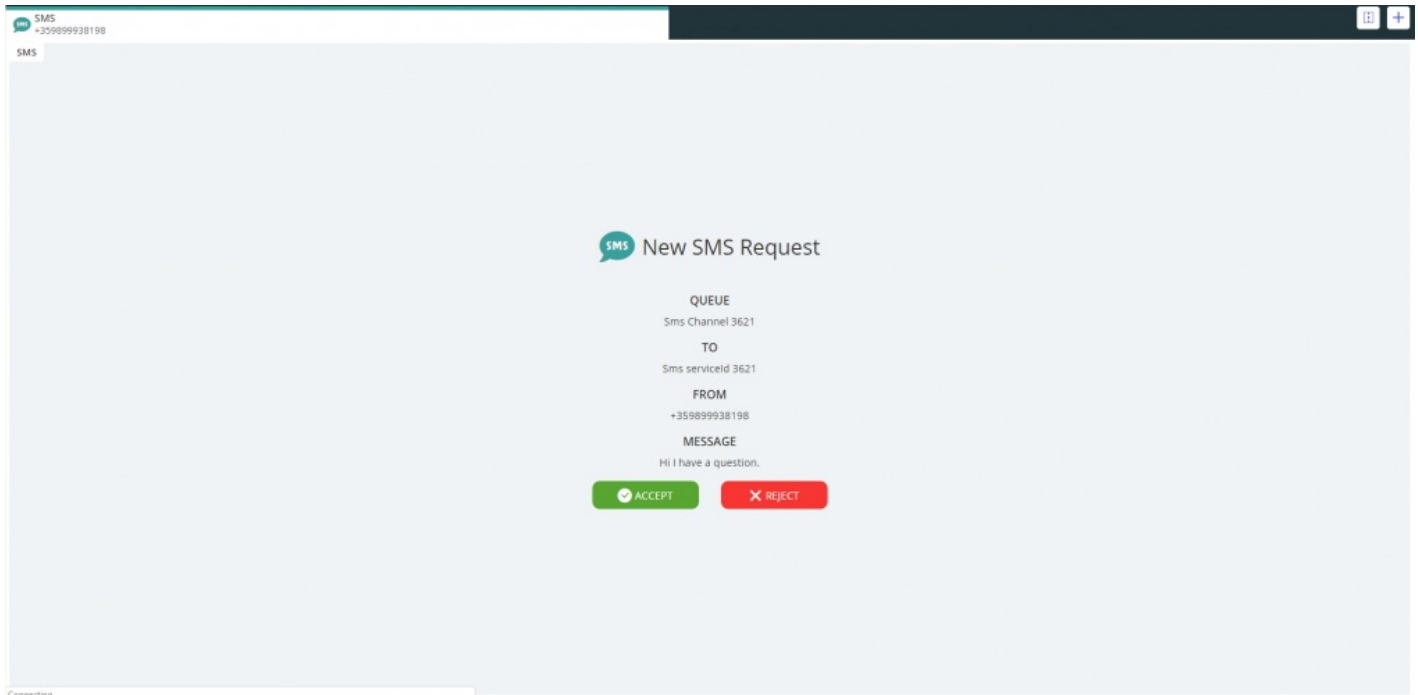 SMS
SMS
+359899938198
SMS
SMS
New SMS Request
QUEUE
Sms Channel 3621
TO
Sms serviceId 3621
FROM
+359899938198
MESSAGE
Hi I have a question.
ACCEPT
REJECT